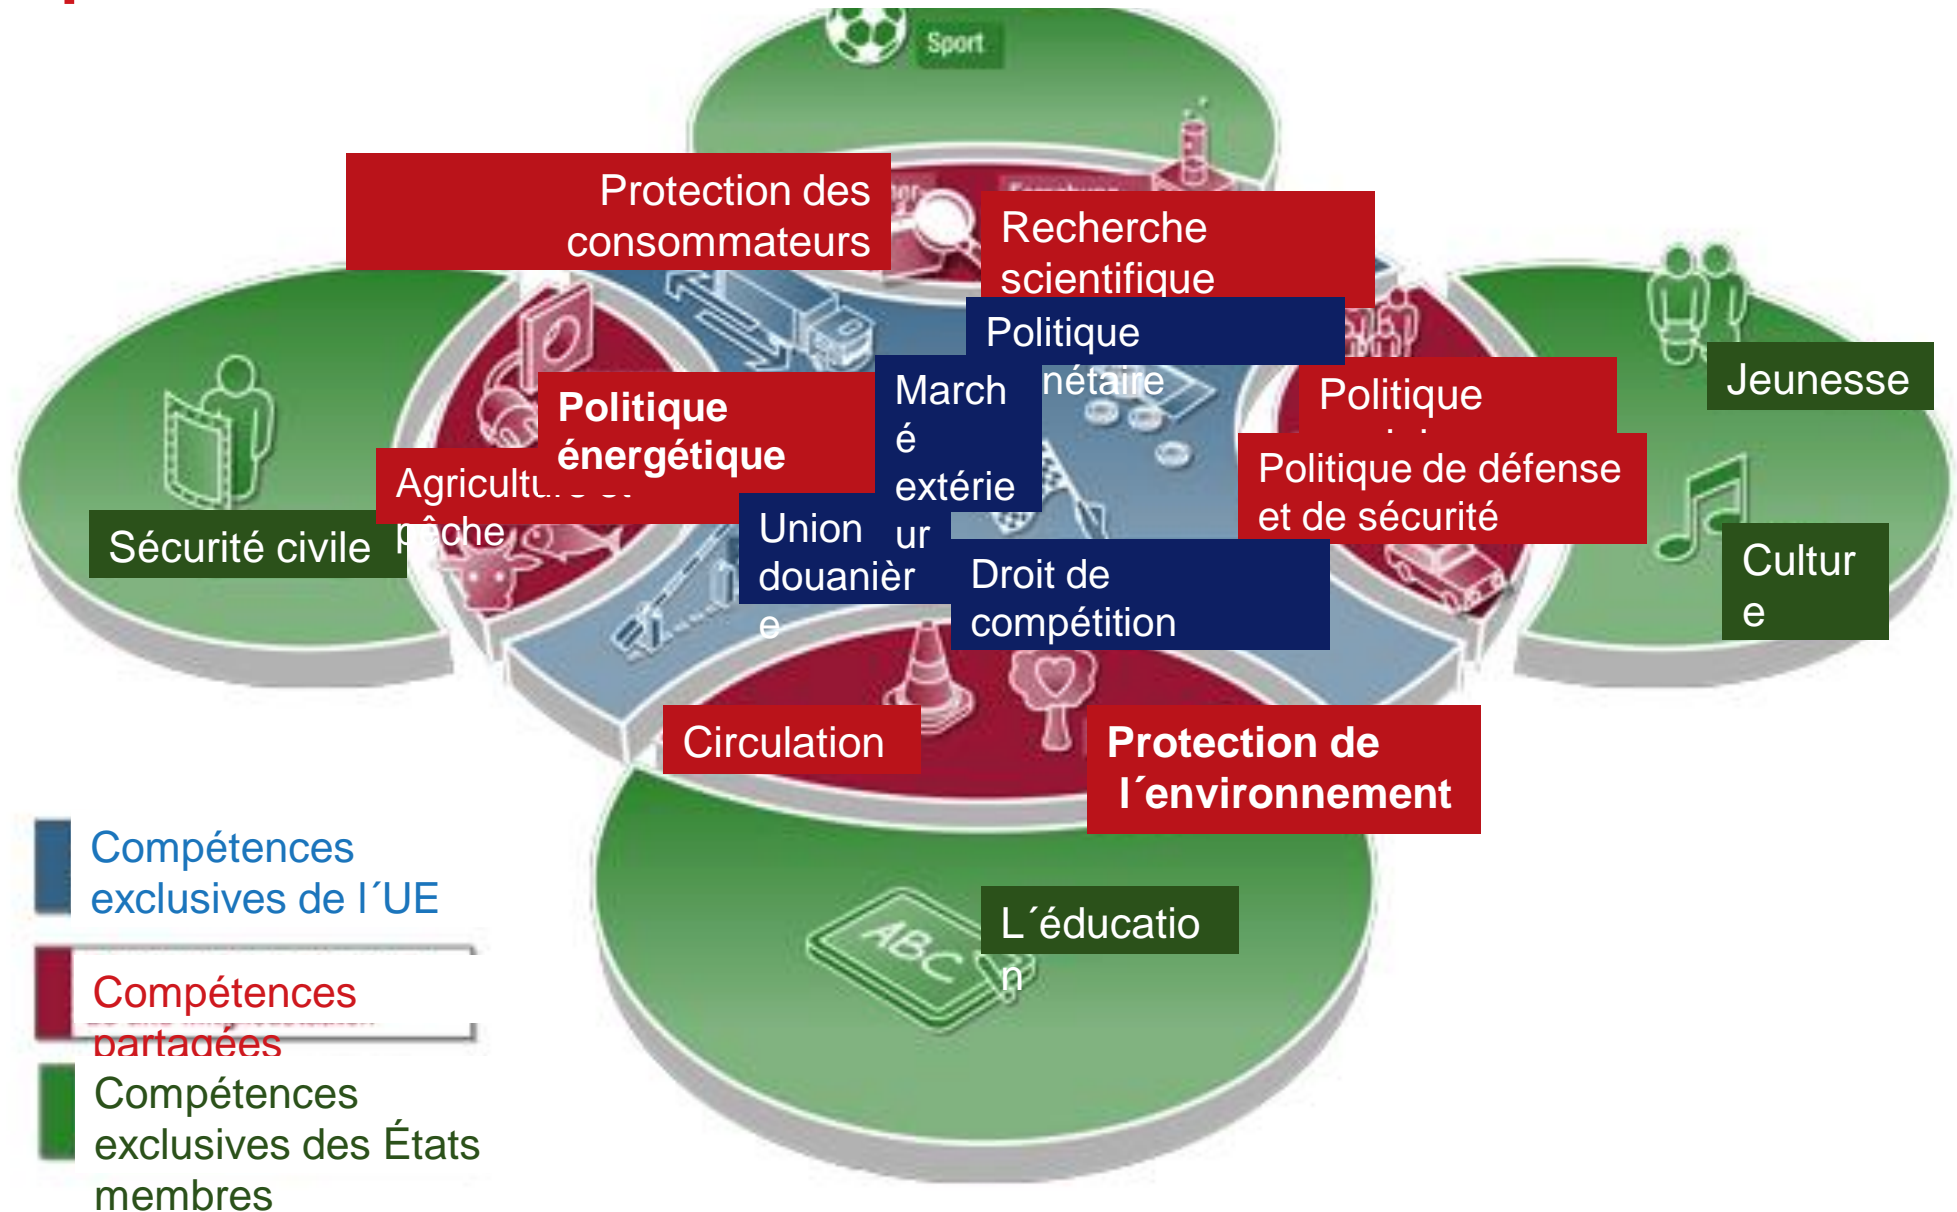 Sport
Protection des
consommateurs
Recherche
scientifique
Politique
nétaire
March
é
extérie
ur
Politique
énergétique
Agriculture et
pêche
Union
douanièr
e
Droit de
compétition
Politique
Politique de défense
et de sécurité
Jeunesse
Cultur
e
Sécurité civile
Circulation
Protection de
l´environnement
ABC
L´éducatio
n
Compétences
exclusives de l´UE
Compétences
partagées
Compétences
exclusives des États
membres